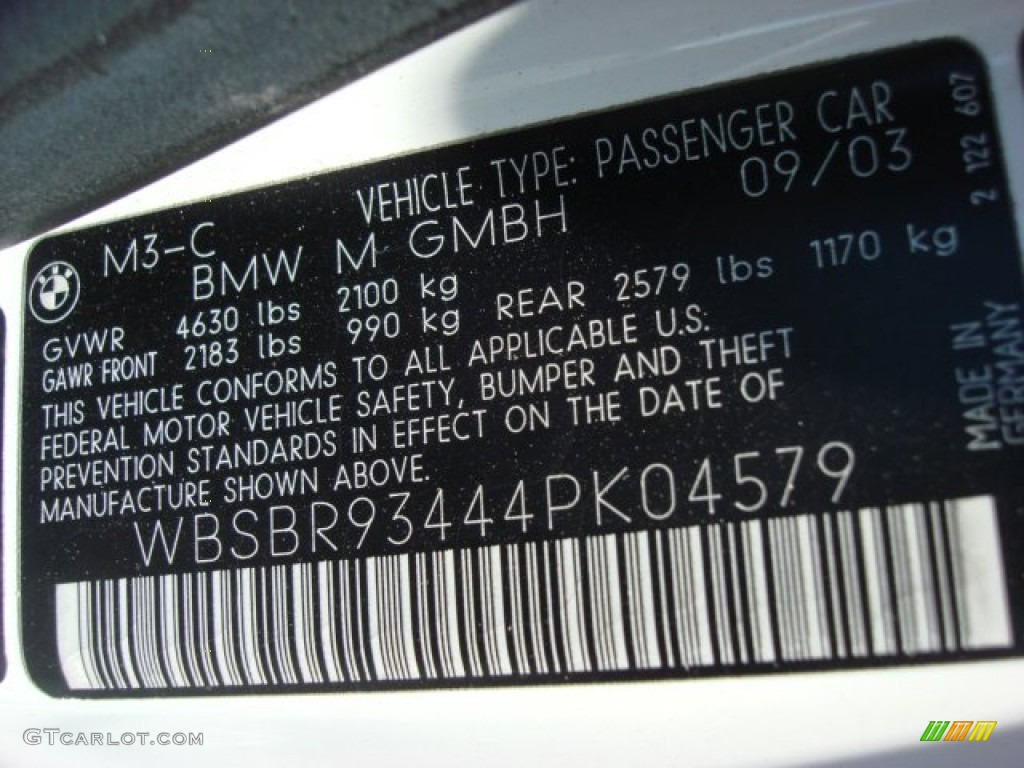 VEHICLE TYPE: PASSENGER CAR
M3-C 09/03
BMW M GMBH
GVWR 4630 lbs 2100 kg
GAWR FRONT 2183 lbs 990 kg REAR 2579 lbs 1170 kg
THIS VEHICLE CONFORMS TO ALL APPLICABLE U.S.
FEDERAL MOTOR VEHICLE SAFETY, BUMPER AND THEFT
PREVENTION STANDARDS IN EFFECT ON THE DATE OF
MANUFACTURE SHOWN ABOVE.
WBSBR93444PK04579
2 122 607
MADE IN
GERMANY
GTCARLOT.COM